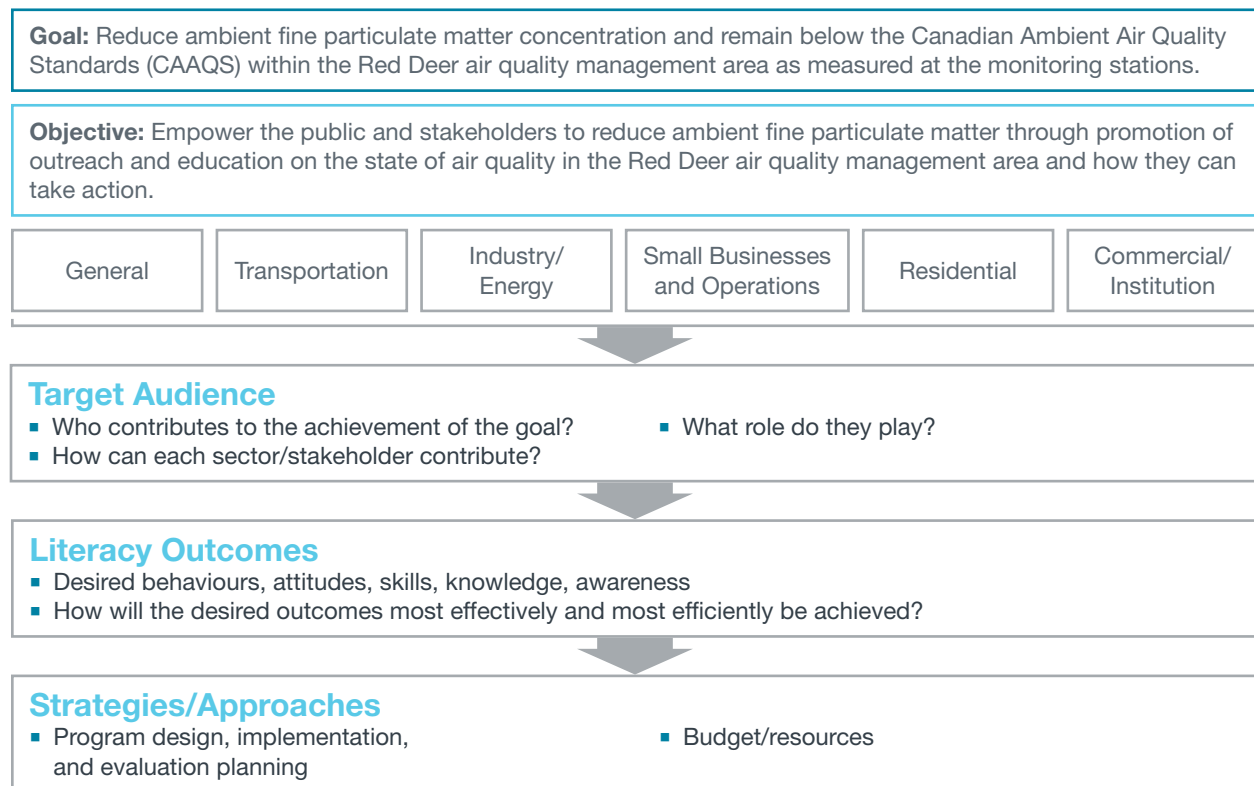 Goal: Reduce ambient fine particulate matter concentration and remain below the Canadian Ambient Air Quality
Standards (CAAQS) within the Red Deer air quality management area as measured at the monitoring stations.
Objective: Empower the public and stakeholders to reduce ambient fine particulate matter through promotion of
outreach and education on the state of air quality in the Red Deer air quality management area and how they can
take action.
General
Transportation
Industry/
Energy
Small Businesses
and Operations
Residential
Commercial/
Institution
Target Audience
▪ Who contributes to the achievement of the goal?
▪ How can each sector/stakeholder contribute?
▪ What role do they play?
Literacy Outcomes
▪ Desired behaviours, attitudes, skills, knowledge, awareness
▪ How will the desired outcomes most effectively and most efficiently be achieved?
Strategies/Approaches
▪ Program design, implementation,
and evaluation planning
▪ Budget/resources